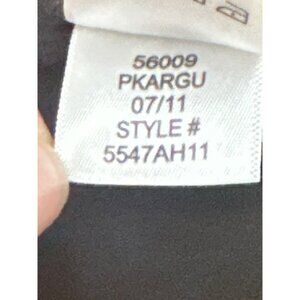 56009
PKARGU
07/11
STYLE #
5547AH11